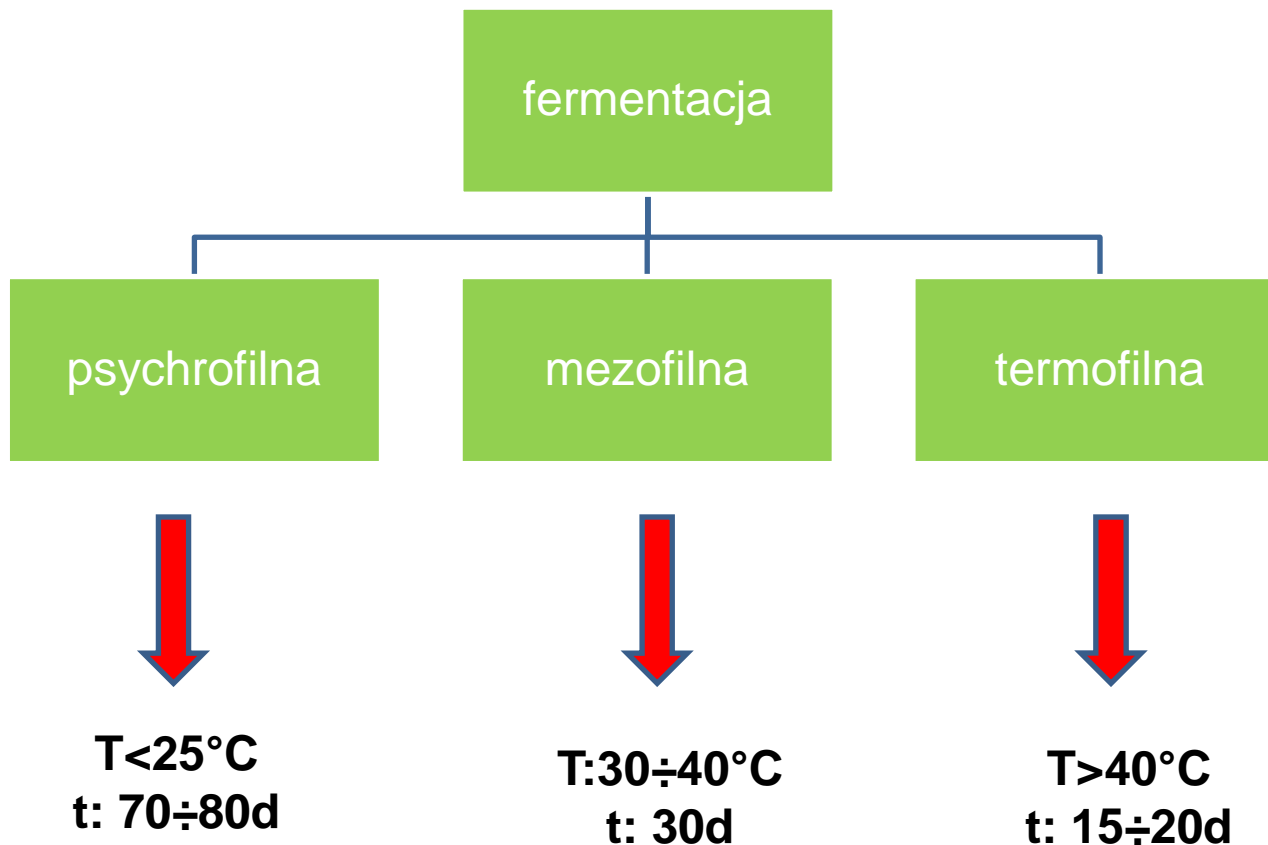 fermentacja
psychrofilna
mezofilna
termofilna
T<25°C
t: 70÷80d
T:30÷40°C
t: 30d
T>40°C
t: 15÷20d